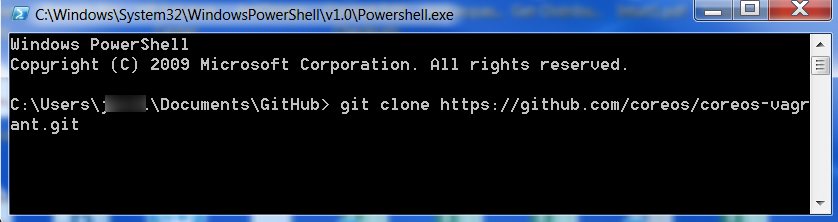 C:\Windows\System32\WindowsPowerShell\v1.0\Powershell.exe
Windows PowerShell
Copyright (C) 2009 Microsoft Corporation. All rights reserved.
C:\Users\j .\Documents\GitHub> git clone https://github.com/coreos/coreos-vagr
ant.git